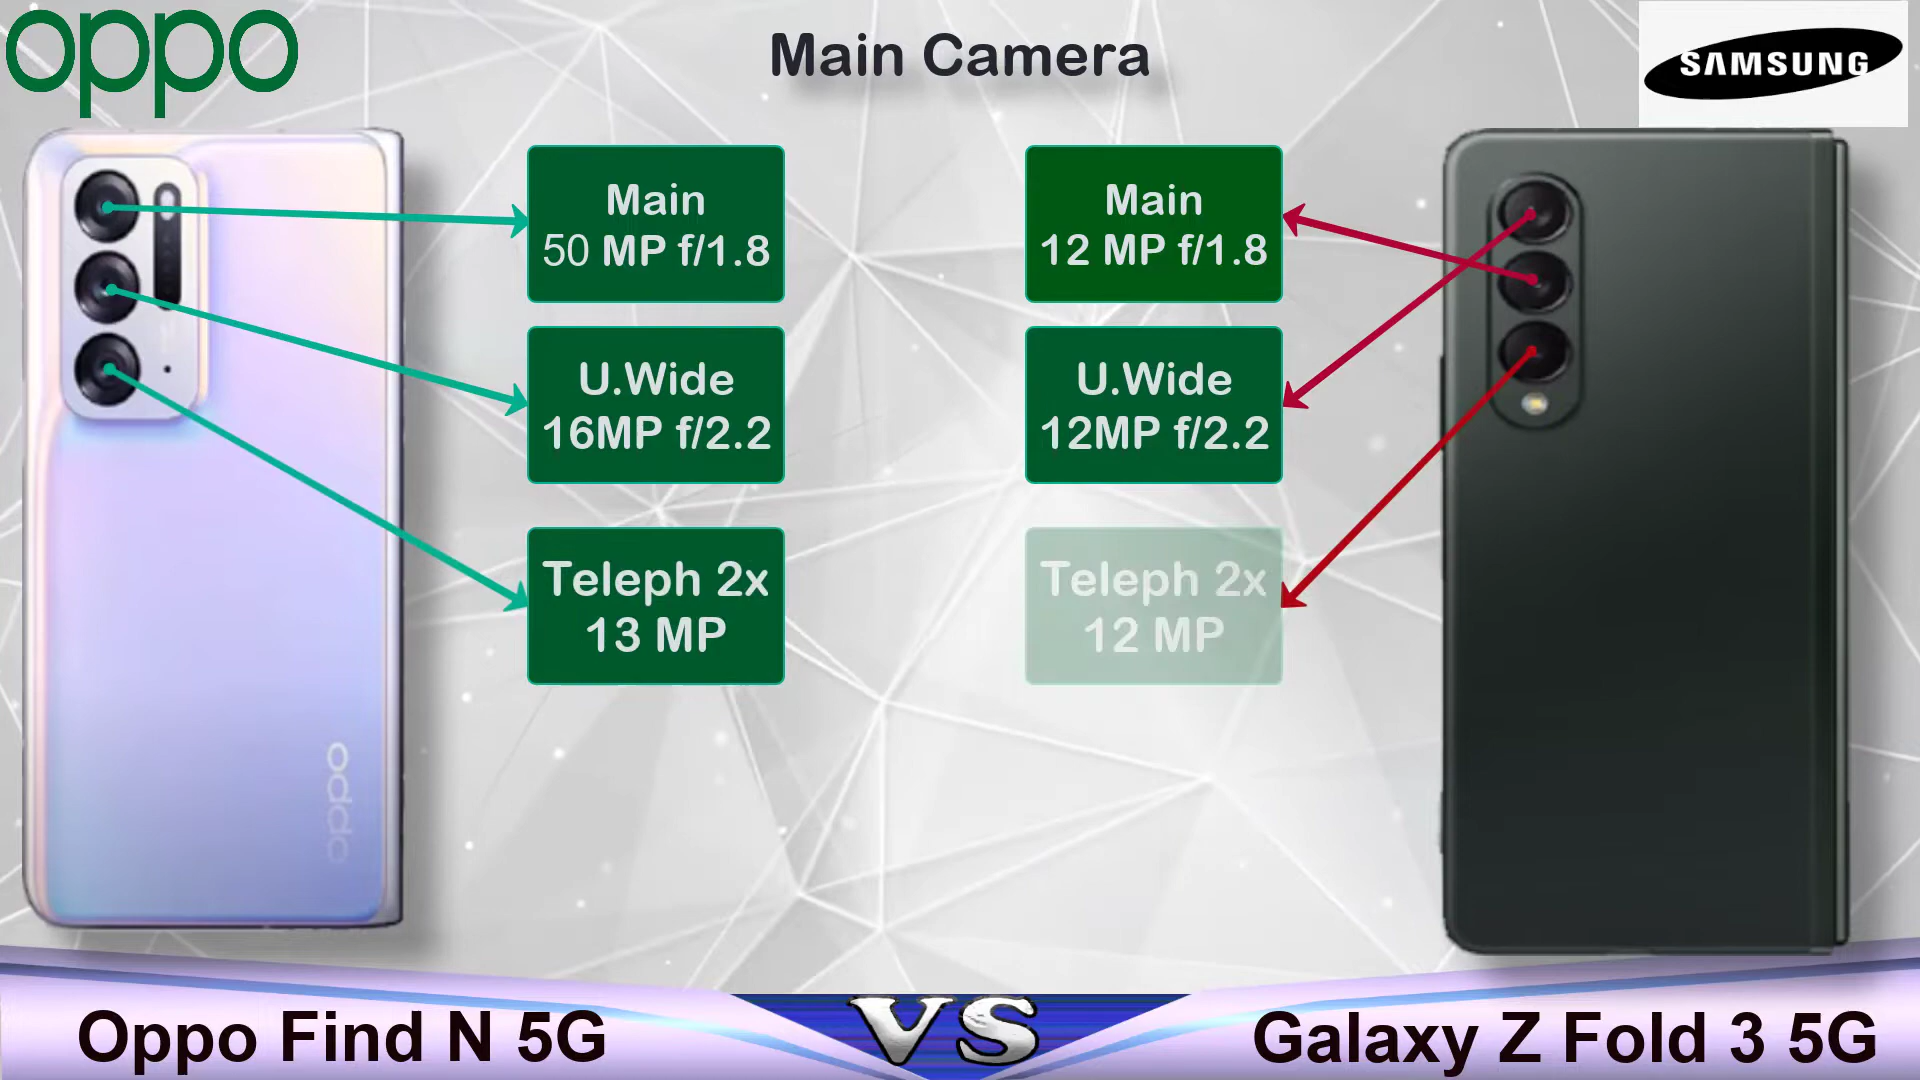 oppo
Main Camera
SAMSUNG
Main
50 MP f/1.8
Main
12 MP f/1.8
U.Wide
16MP f/2.2
U.Wide
12MP f/2.2
Teleph 2x
13 MP
Teleph 2x
12 MP
oppo
Oppo Find N 5G
VS
Galaxy Z Fold 3 5G